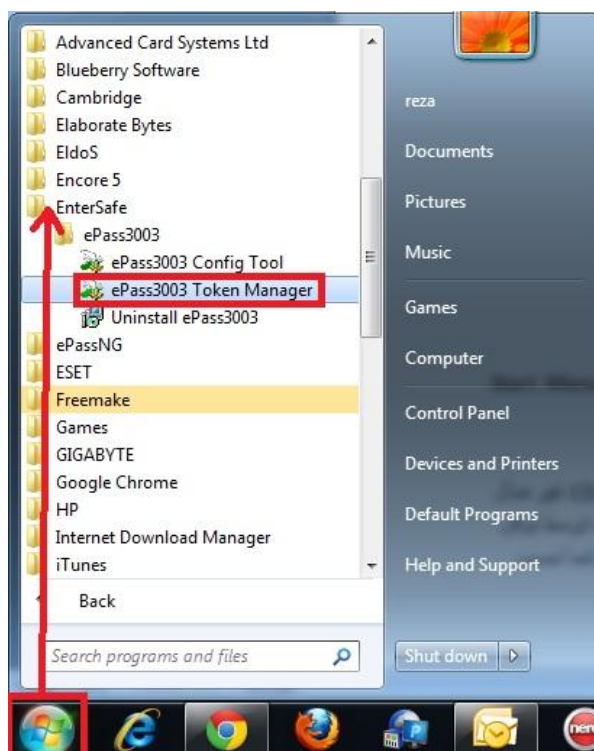 Advanced Card Systems Ltd
Blueberry Software
Cambridge
Elaborate Bytes
EldoS
Encore 5
EnterSafe
ePass3003
ePass3003 Config Tool
ePass3003 Token Manager
Uninstall ePass3003
ePassNG
ESET
Freemake
Games
GIGABYTE
Google Chrome
HP
Internet Download Manager
iTunes
Back
Search programs and files
reza
Documents
Pictures
Music
Games
Computer
Control Panel
Devices and Printers
Default Programs
Help and Support
Shut down